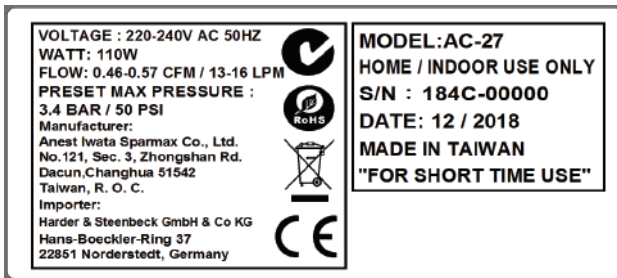 VOLTAGE : 220-240V AC 50HZ
WATT: 110W
FLOW: 0.46-0.57 CFM / 13-16 LPM
PRESET MAX PRESSURE :
3.4 BAR / 50 PSI
Manufacturer:
Anest Iwata Sparmax Co., Ltd.
No.121, Sec. 3, Zhongshan Rd.
Dacun,Changhua 51542
Taiwan, R. O. C.
Importer:
Harder & Steenbeck GmbH & Co KG
Hans-Boeckler-Ring 37
22851 Norderstedt, Germany
RoHS
CE
MODEL:AC-27
HOME / INDOOR USE ONLY
S/N : 184C-00000
DATE: 12 / 2018
MADE IN TAIWAN
"FOR SHORT TIME USE"